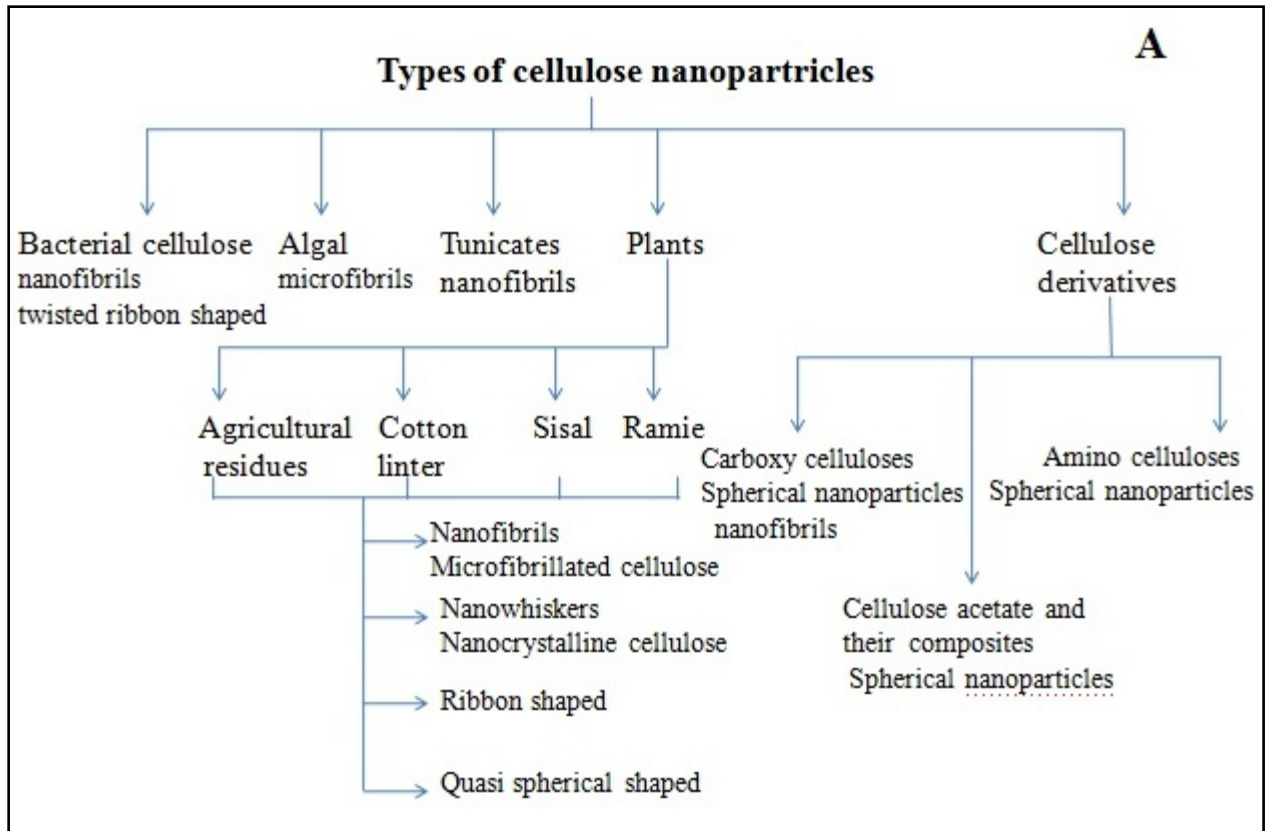 A
Types of cellulose nanopartricles
Bacterial cellulose
nanofibrils
twisted ribbon shaped
Algal
microfibrils
Tunicates
nanofibrils
Plants
Cellulose
derivatives
Agricultural
residues
Cotton
linter
Sisal
Ramie
Carboxy celluloses
Spherical nanoparticles
nanofibrils
Amino celluloses
Spherical nanoparticles
Nanofibrils
Microfibrillated cellulose
Nanowhiskers
Nanocrystalline cellulose
Ribbon shaped
Quasi spherical shaped
Cellulose acetate and
their composites
Spherical nanoparticles